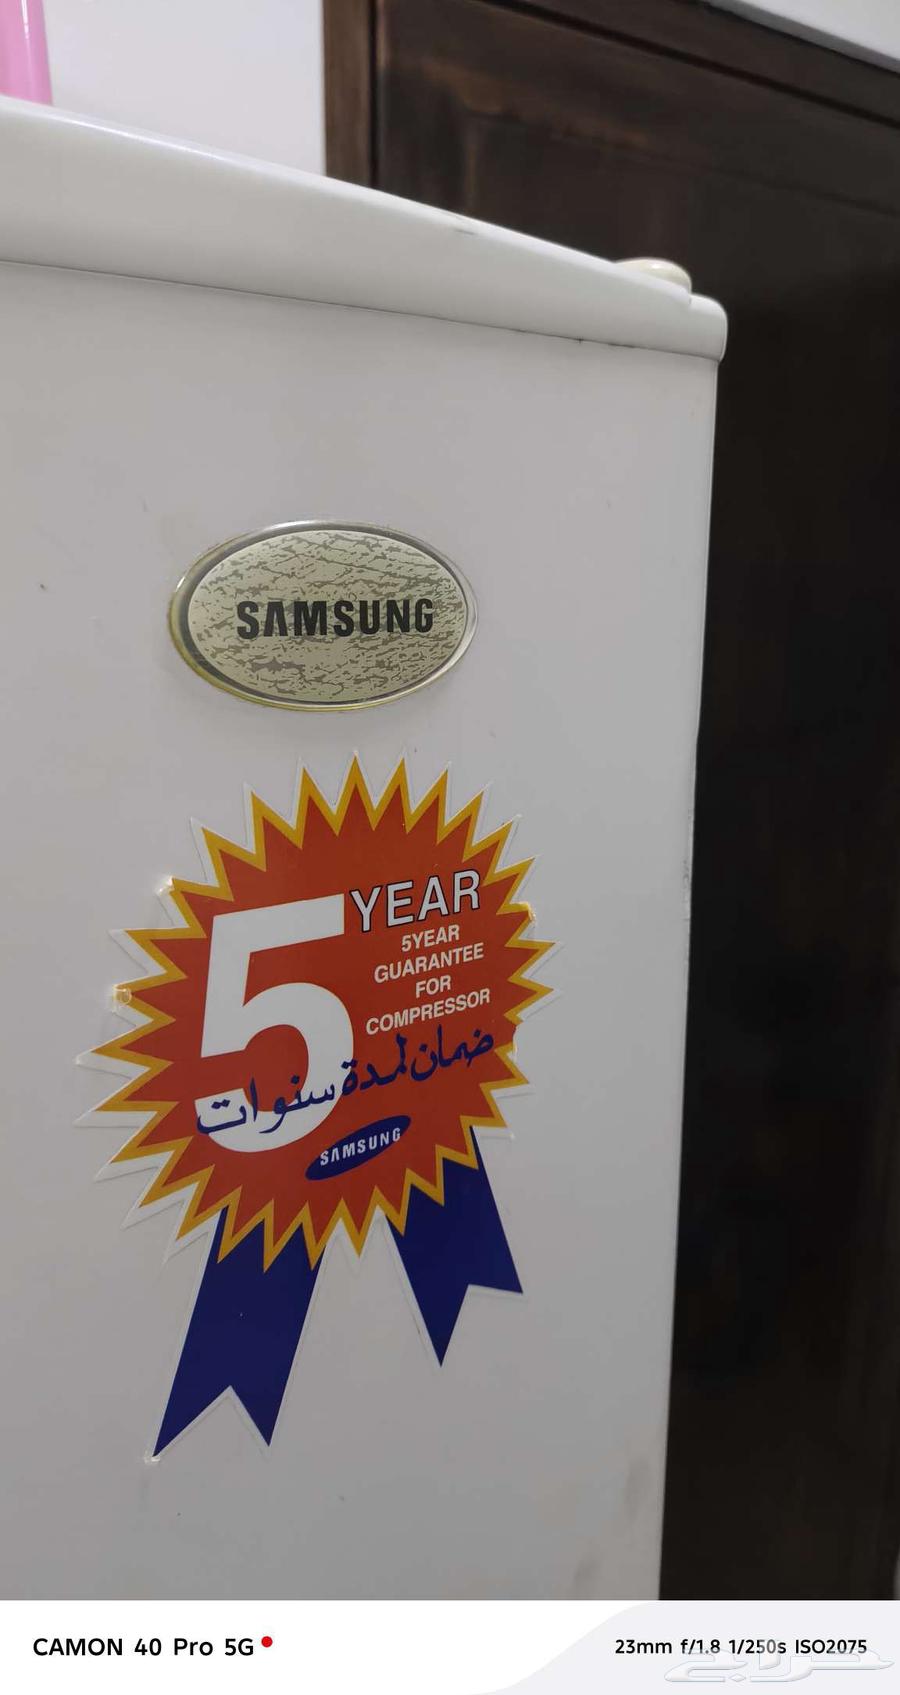 SAMSUNG
5 YEAR
5YEAR
GUARANTEE
FOR
COMPRESSOR
ضمان لمدة سنوات
SAMSUNG
CAMON 40 Pro 5G
23mm f/1.8 1/250s ISO2075
حراج